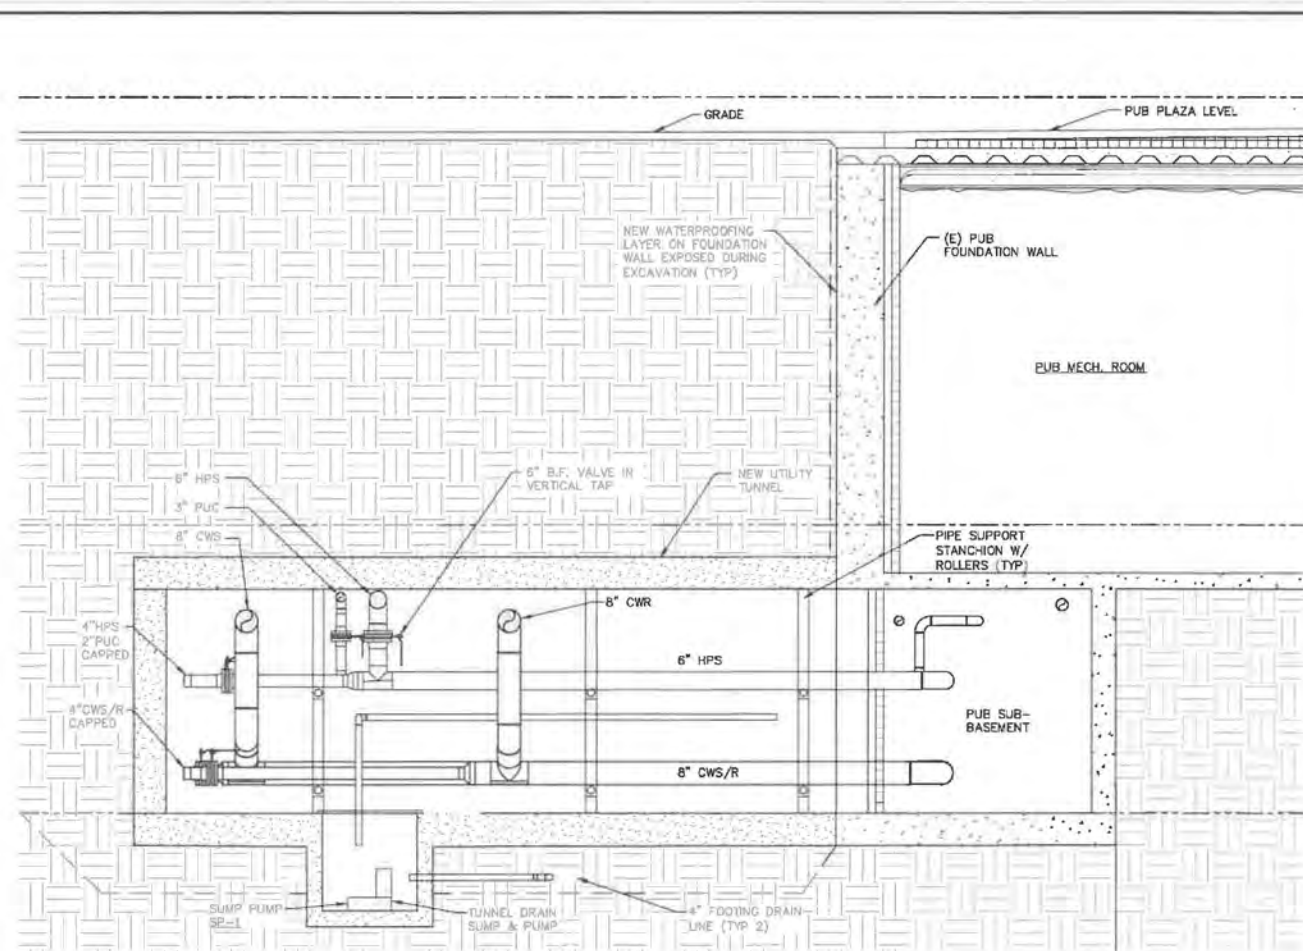 GRADE
PUB PLAZA LEVEL
NEW WATERPROOFING
LAYER ON FOUNDATION
WALL EXPOSED DURING
EXCAVATION (TYP)
(E) PUB
FOUNDATION WALL
PUB MECH. ROOM
6" HPS
3" PUC
8" CWS
6" B.F. VALVE IN
VERTICAL TAP
NEW UTILITY
TUNNEL
PIPE SUPPORT
STANCHION W/
ROLLERS (TYP)
8" CWR
4"HPS
2"PUC
CAPPED
6" HPS
4"CWS/R
CAPPED
PUB SUB-
BASEMENT
8" CWS/R
SUMP PUMP
SP-1
TUNNEL DRAIN
SUMP & PUMP
4" FOOTING DRAIN
LINE (TYP 2)